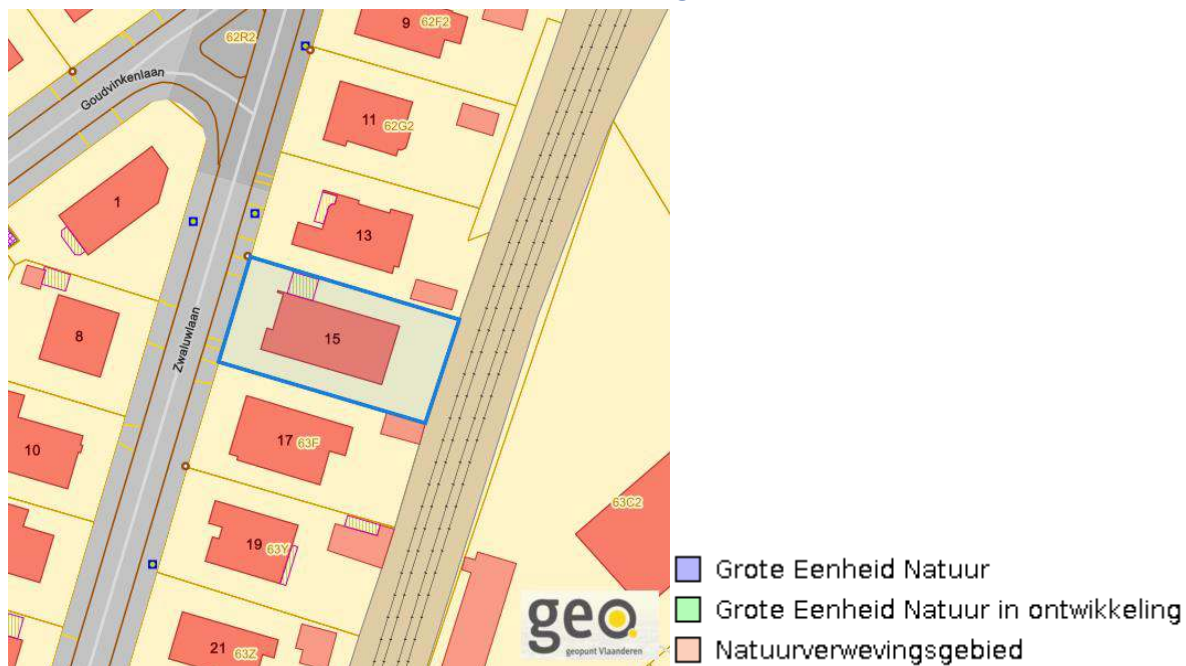 9 62F2
62R2
Goudvinkenlaan
11 62G2
1
13
15
Zwaluwlaan
8
17 63F
10
63C2
19 63Y
21 63Z
geo.
geopunt Vlaanderen
Grote Eenheid Natuur
Grote Eenheid Natuur in ontwikkeling
Natuurverwevingsgebied